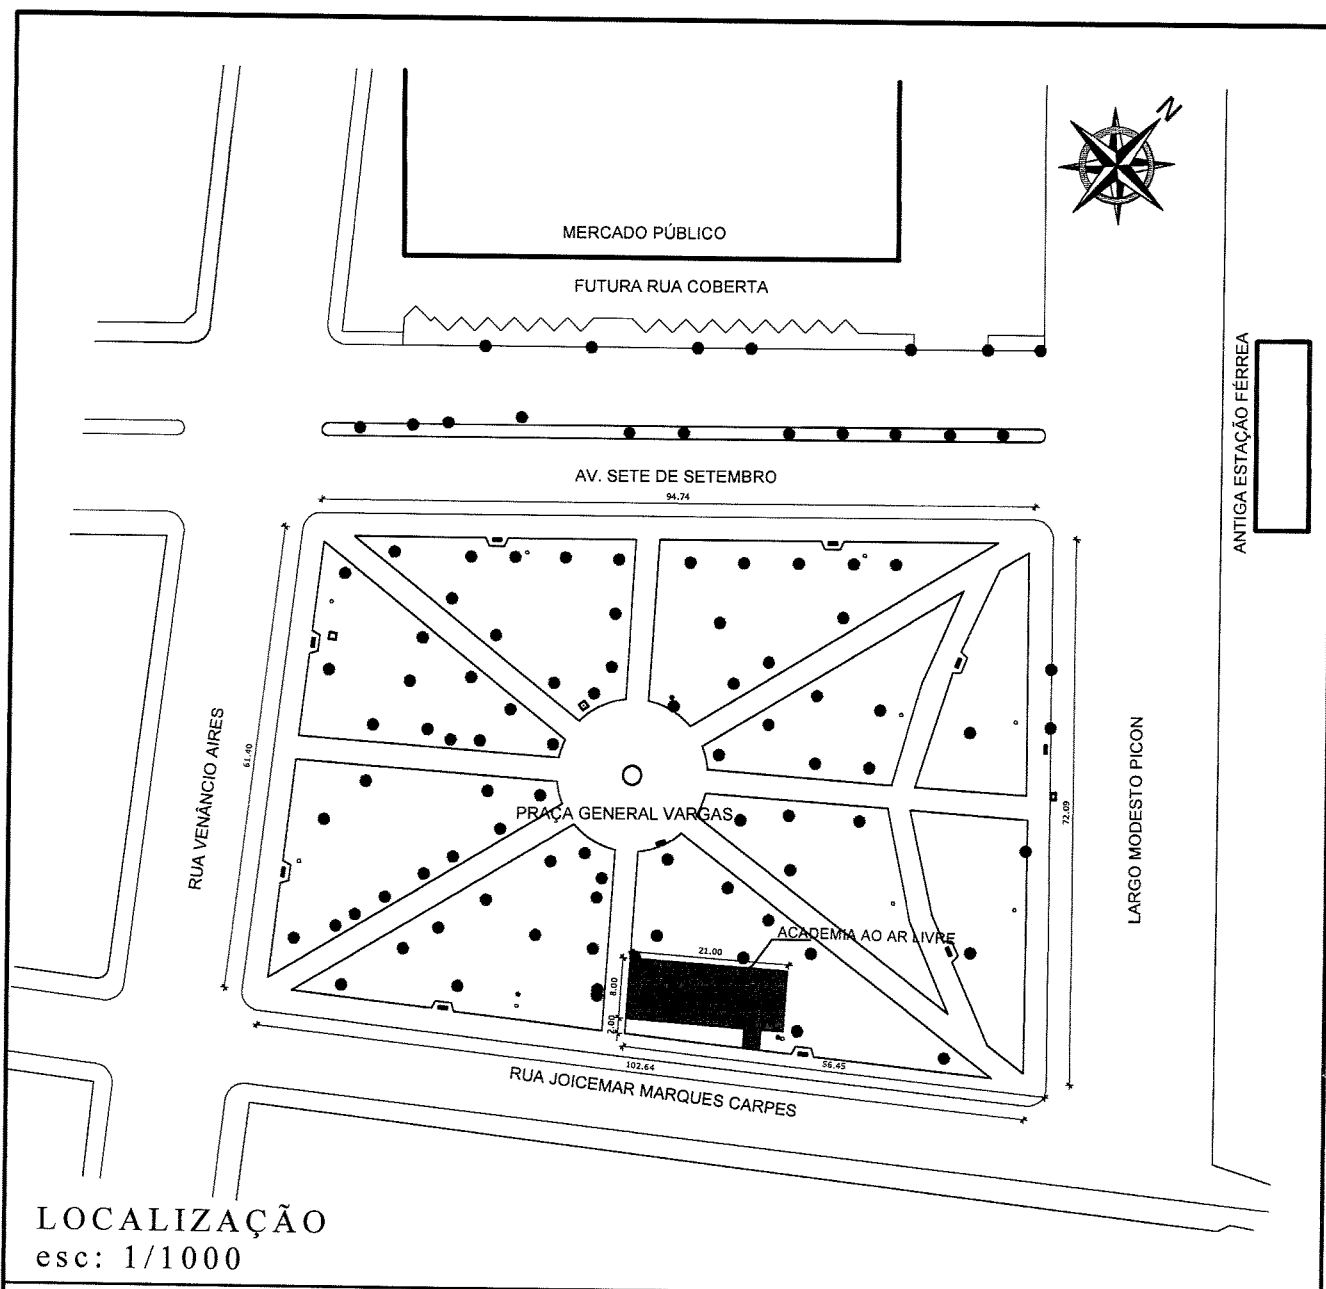 N
MERCADO PÚBLICO
FUTURA RUA COBERTA
ANTIGA ESTAÇÃO FÉRREA
AV. SETE DE SETEMBRO
94.74
RUA VENÂNCIO AIRES
61.40
PRAÇA GENERAL VARGAS
72.09
LARGO MODESTO PICON
ACADEMIA AO AR LIVRE
21.00
8.00
2.00
102.64
56.45
RUA JOICEMAR MARQUES CARPES
LOCALIZAÇÃO
esc: 1/1000